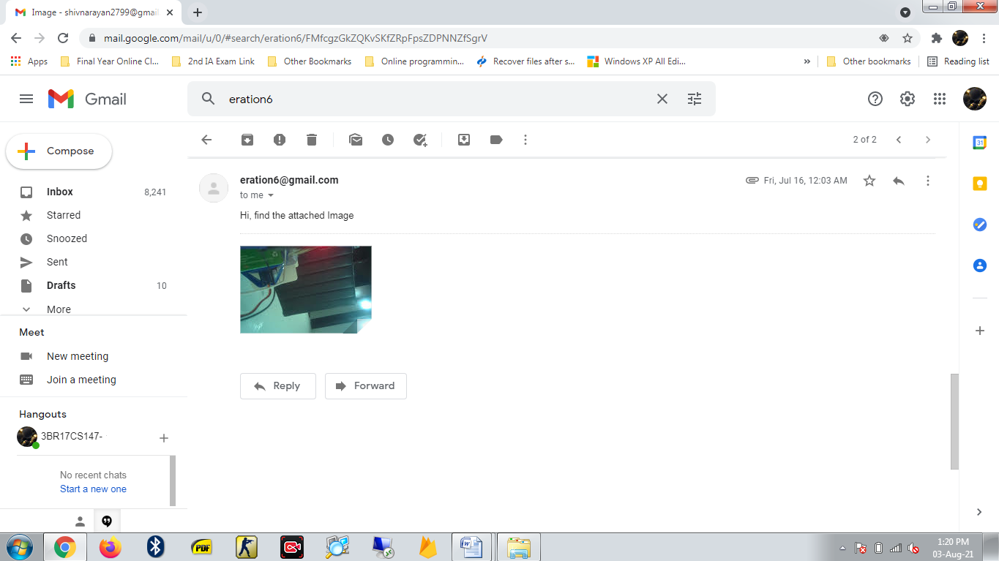 Image - shivnarayan2799@gmail
mail.google.com/mail/u/0/#search/eration6/FMfcgzGkZQKvSKfZRpFpsZDPNNZfSgrV
Apps Final Year Online Cl... 2nd IA Exam Link Other Bookmarks Online programmin... Recover files after s... Windows XP All Edi... » Other bookmarks Reading list
Gmail
eration6
Compose
2 of 2
Inbox 8,241
Starred
Snoozed
Sent
Drafts 10
More
eration6@gmail.com Fri, Jul 16, 12:03 AM
to me
Hi, find the attached Image
Reply Forward
Meet
New meeting
Join a meeting
Hangouts
3BR17CS147-
No recent chats
Start a new one
31
PDF
W
1:20 PM
03-Aug-21